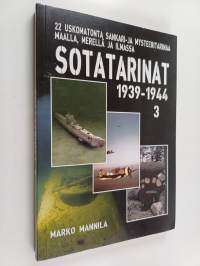 22 USKOMATONTA SANKARI-JA MYSTEERITARINAA
MAALLA, MERELLÄ JA ILMASSA
SOTATARINAT
1939-1944
3
MARKO MANNILA